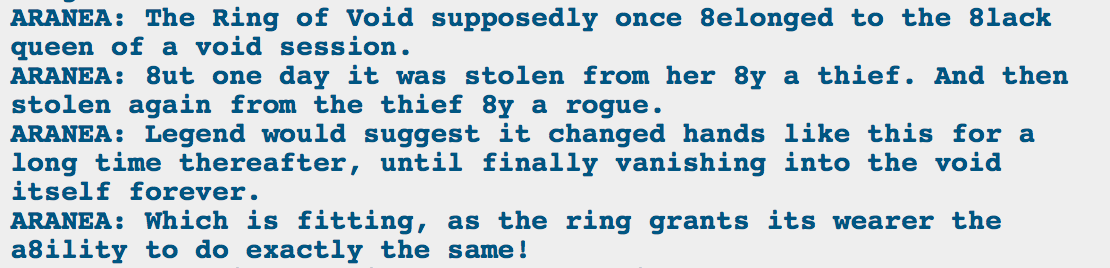 ARANEA: The Ring of Void supposedly once 8elonged to the 8lack
queen of a void session.
ARANEA: 8ut one day it was stolen from her 8y a thief. And then
stolen again from the thief 8y a rogue.
ARANEA: Legend would suggest it changed hands like this for a
long time thereafter, until finally vanishing into the void
itself forever.
ARANEA: Which is fitting, as the ring grants its wearer the
a8ility to do exactly the same!